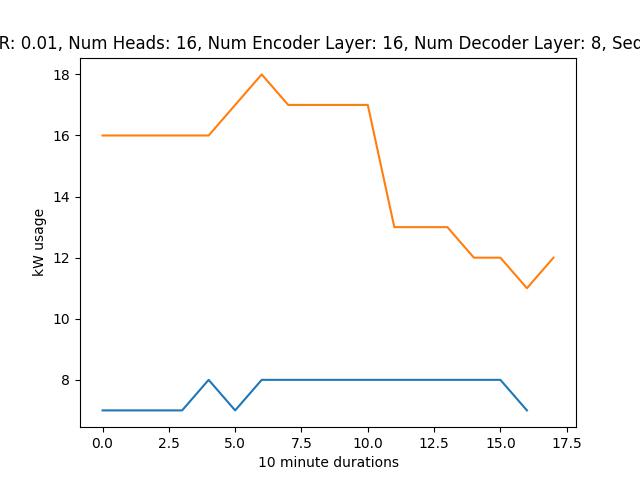 R: 0.01, Num Heads: 16, Num Encoder Layer: 16, Num Decoder Layer: 8, Sec
18
16
14
12
10
8
kW usage
0.0 2.5 5.0 7.5 10.0 12.5 15.0 17.5
10 minute durations